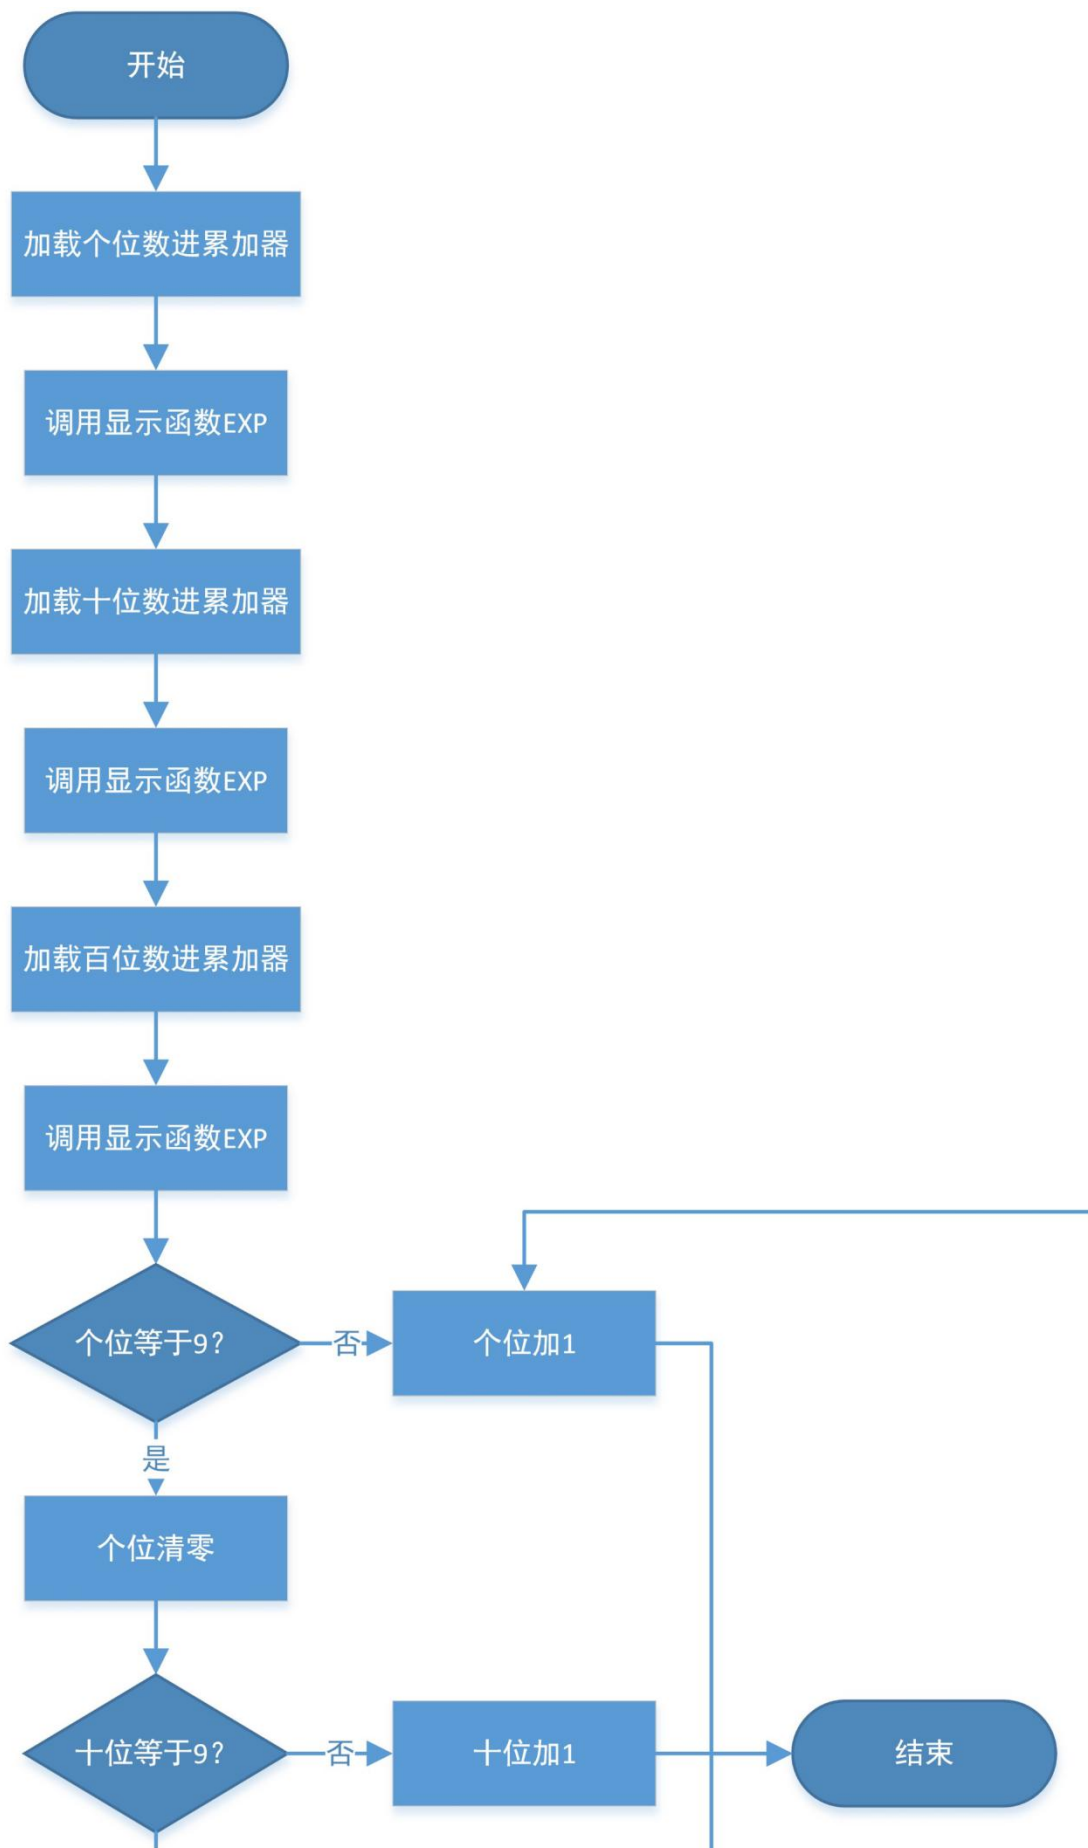 开始
加载个位数进累加器
调用显示函数EXP
加载十位数进累加器
调用显示函数EXP
加载百位数进累加器
调用显示函数EXP
个位等于9?
否
个位加1
是
个位清零
十位等于9?
否
十位加1
结束